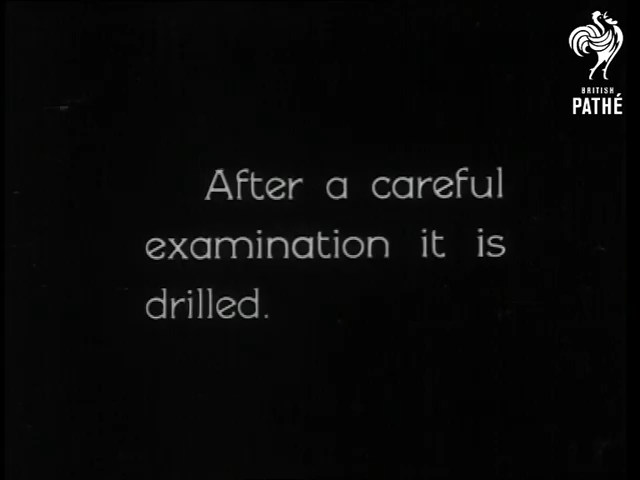 BRITISH
PATHÉ
After a careful
examination it is
drilled.